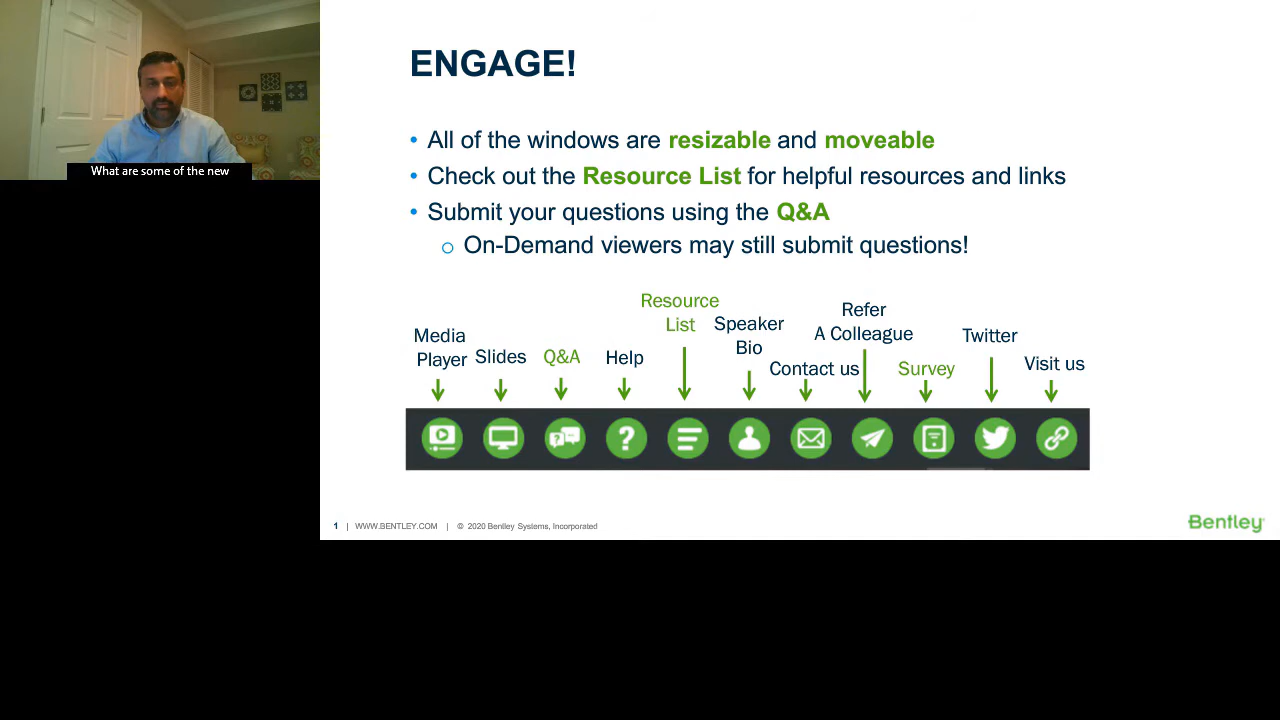 What are some of the new
ENGAGE!
• All of the windows are resizable and moveable
• Check out the Resource List for helpful resources and links
• Submit your questions using the Q&A
o On-Demand viewers may still submit questions!
Media Player
Slides
Q&A
Help
Resource List
Speaker Bio
Contact us
Refer A Colleague
Survey
Twitter
Visit us
1 | WWW.BENTLEY.COM | © 2020 Bentley Systems, Incorporated
Bentley